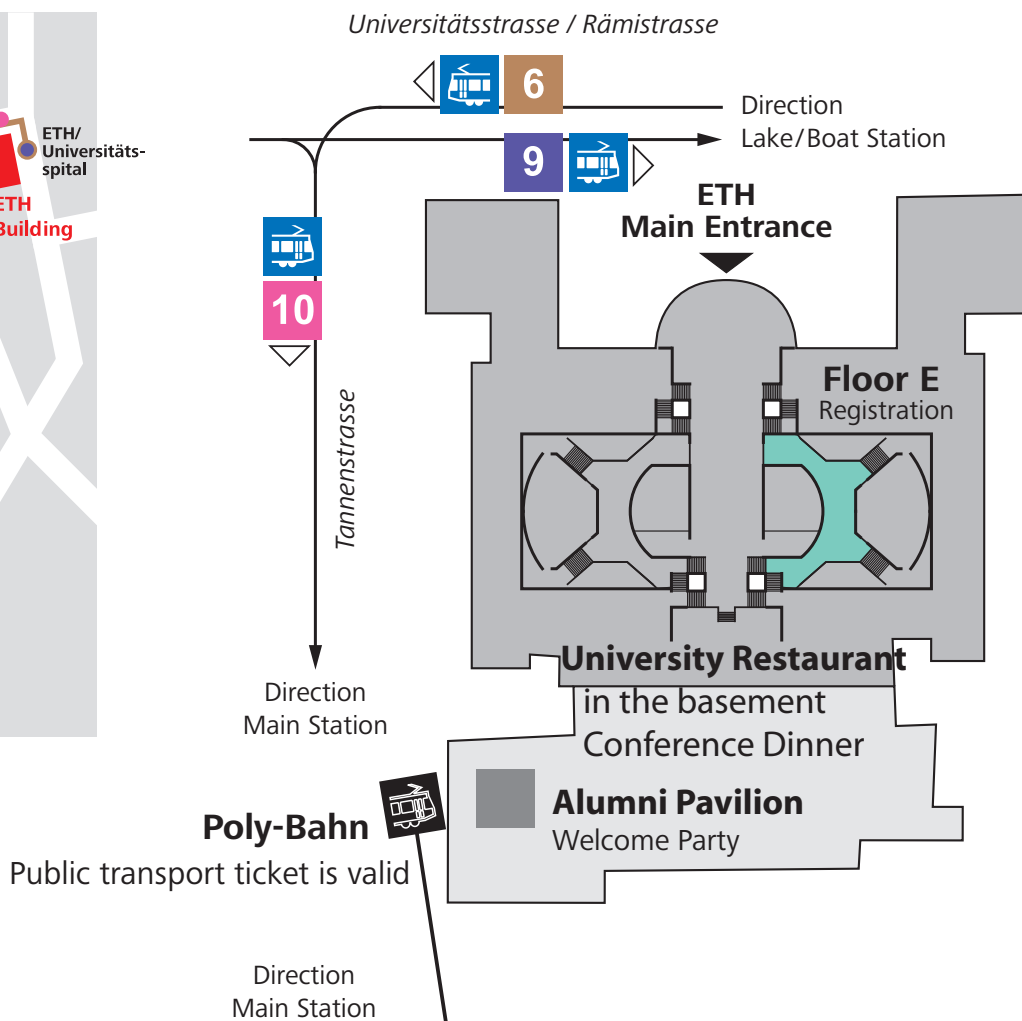 Universitätsstrasse / Rämistrasse
6
Direction
Lake/Boat Station
9
ETH/
Universitäts-
spital
ETH
Building
ETH
Main Entrance
10
Tannenstrasse
Floor E
Registration
Direction
Main Station
University Restaurant
in the basement
Conference Dinner
Alumni Pavilion
Welcome Party
Poly-Bahn
Public transport ticket is valid
Direction
Main Station